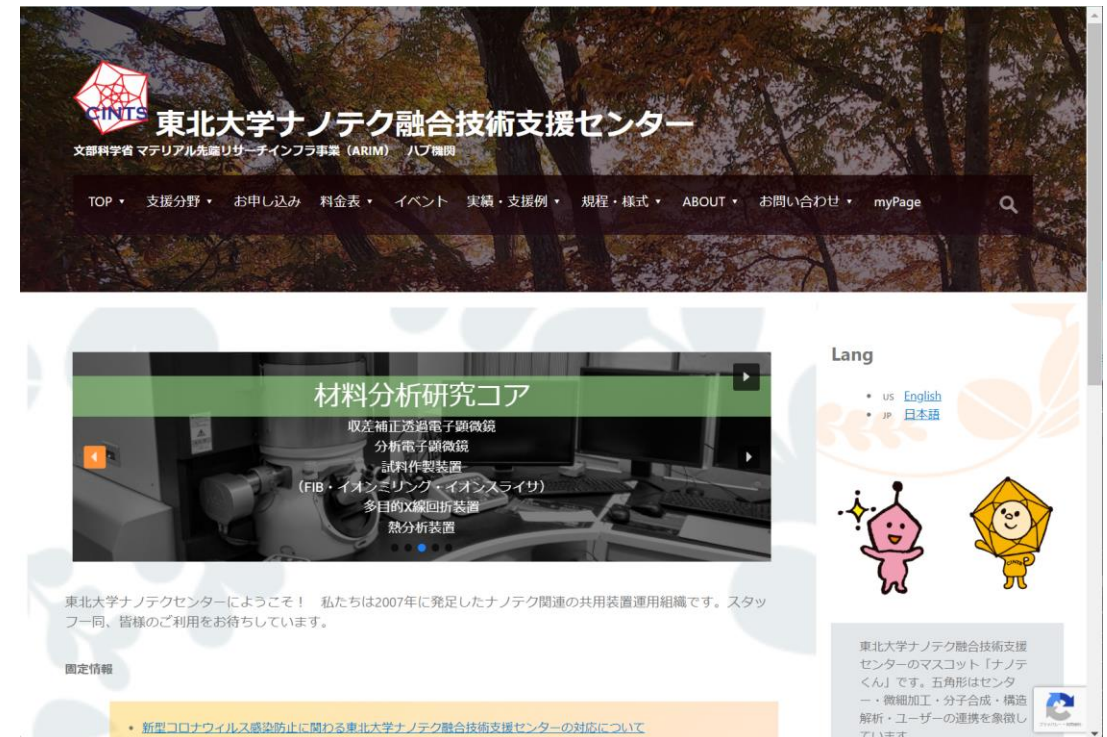 CINTS
東北大学ナノテク融合技術支援センター
文部科学省 マテリアル先端リサーチインフラ事業（ARIM） ハブ機関
TOP 支援分野 お申し込み 料金表 イベント 実績・支援例 規程・様式 ABOUT お問い合わせ myPage
材料分析研究コア
収差補正透過電子顕微鏡
分析電子顕微鏡
試料作製装置
（FIB・イオンミリング・イオンスライサ）
多目的X線回折装置
熱分析装置
東北大学ナノテクセンターにようこそ！ 私たちは2007年に発足したナノテク関連の共用装置運用組織です。スタッ
フ一同、皆様のご利用をお待ちしています。
固定情報
新型コロナウィルス感染防止に関わる東北大学ナノテク融合技術支援センターの対応について
Lang
US English
JP 日本語
東北大学ナノテク融合技術支援
センターのマスコット「ナノテ
くん」です。五角形はセンタ
ー・微細加工・分子合成・構造
解析・ユーザーの連携を象徴し
ています